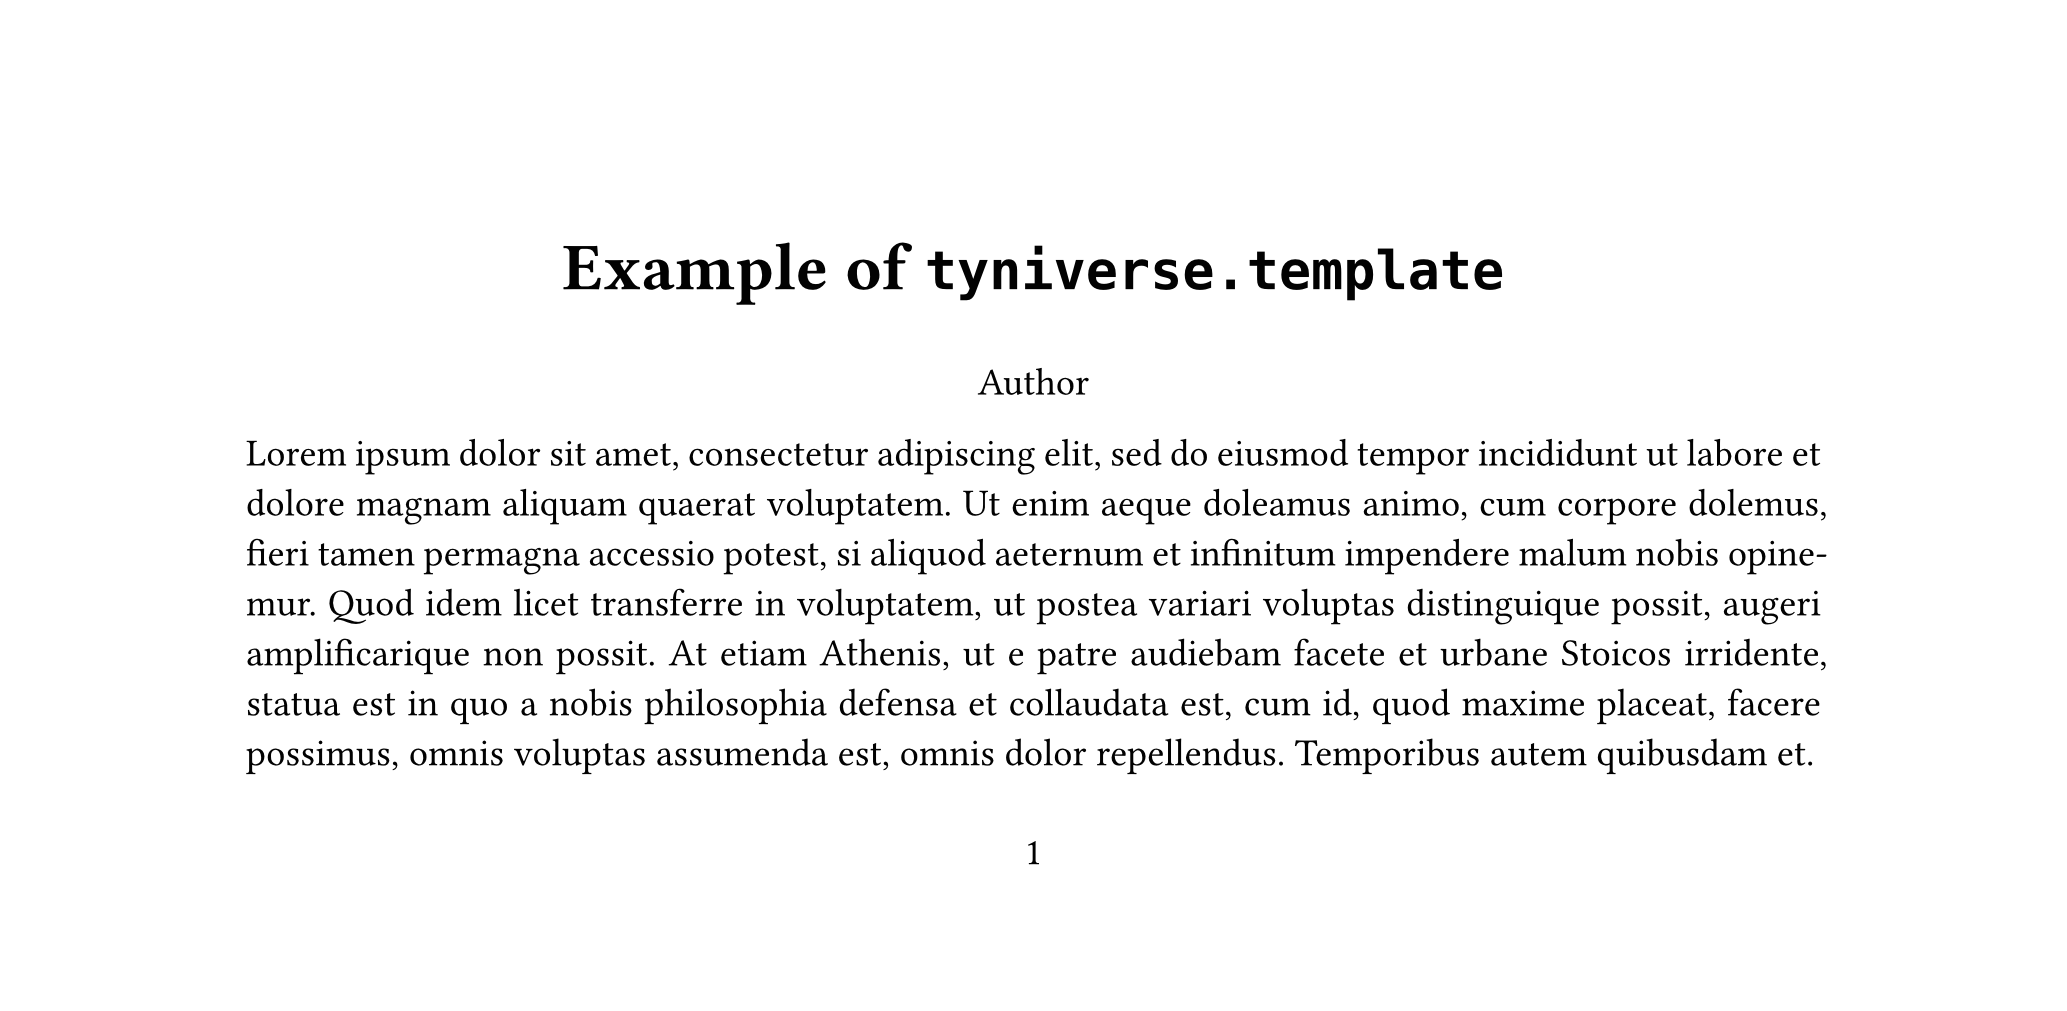 Example of tyniverse.template
Author
Lorem ipsum dolor sit amet, consectetur adipiscing elit, sed do eiusmod tempor incididunt ut labore et
dolore magnam aliquam quaerat voluptatem. Ut enim aeque doleamus animo, cum corpore dolemus,
fieri tamen permagna accessio potest, si aliquod aeternum et infinitum impendere malum nobis opine-
mur. Quod idem licet transferre in voluptatem, ut postea variari voluptas distinguique possit, augeri
amplificarique non possit. At etiam Athenis, ut e patre audiebam facete et urbane Stoicos irridente,
statua est in quo a nobis philosophia defensa et collaudata est, cum id, quod maxime placeat, facere
possimus, omnis voluptas assumenda est, omnis dolor repellendus. Temporibus autem quibusdam et.
1